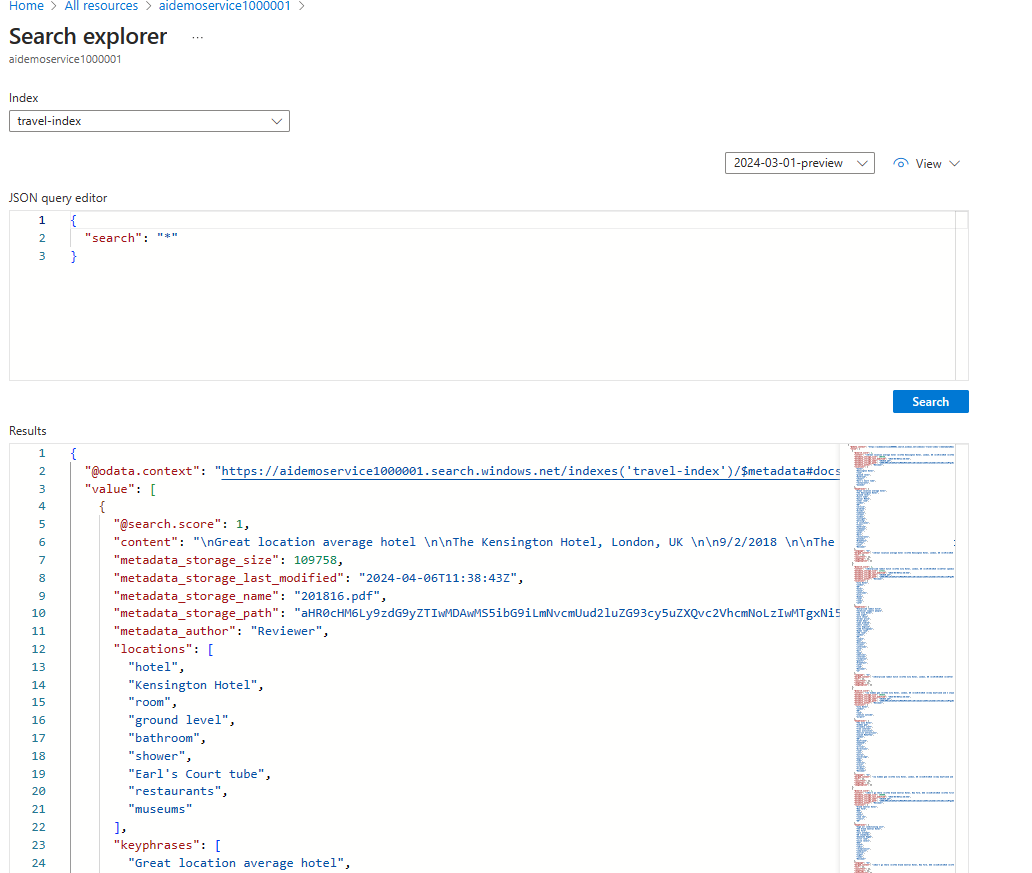 Home > All resources > aidemoservice1000001 >
Search explorer ...
aidemoservice1000001
Index
travel-index
2024-03-01-preview View
JSON query editor
1 {
2 "search": "*"
3 }
Search
Results
1 {
2 "@odata.context": "https://aidemoservice1000001.search.windows.net/indexes('travel-index')/$metadata#docs
3 "value": [
4 {
5 "@search.score": 1,
6 "content": "\nGreat location average hotel \n\nThe Kensington Hotel, London, UK \n\n9/2/2018 \n\nThe
7 "metadata_storage_size": 109758,
8 "metadata_storage_last_modified": "2024-04-06T11:38:43Z",
9 "metadata_storage_name": "201816.pdf",
10 "metadata_storage_path": "aHR0cHM6Ly9zdG9yZTIwMDAwMS5ibG9iLmNvcmUud2luZG93cy5uZXQvc2VhcmNoLzIwMTgxNi5
11 "metadata_author": "Reviewer",
12 "locations": [
13 "hotel",
14 "Kensington Hotel",
15 "room",
16 "ground level",
17 "bathroom",
18 "shower",
19 "Earl's Court tube",
20 "restaurants",
21 "museums"
22 ],
23 "keyphrases": [
24 "Great location average hotel",